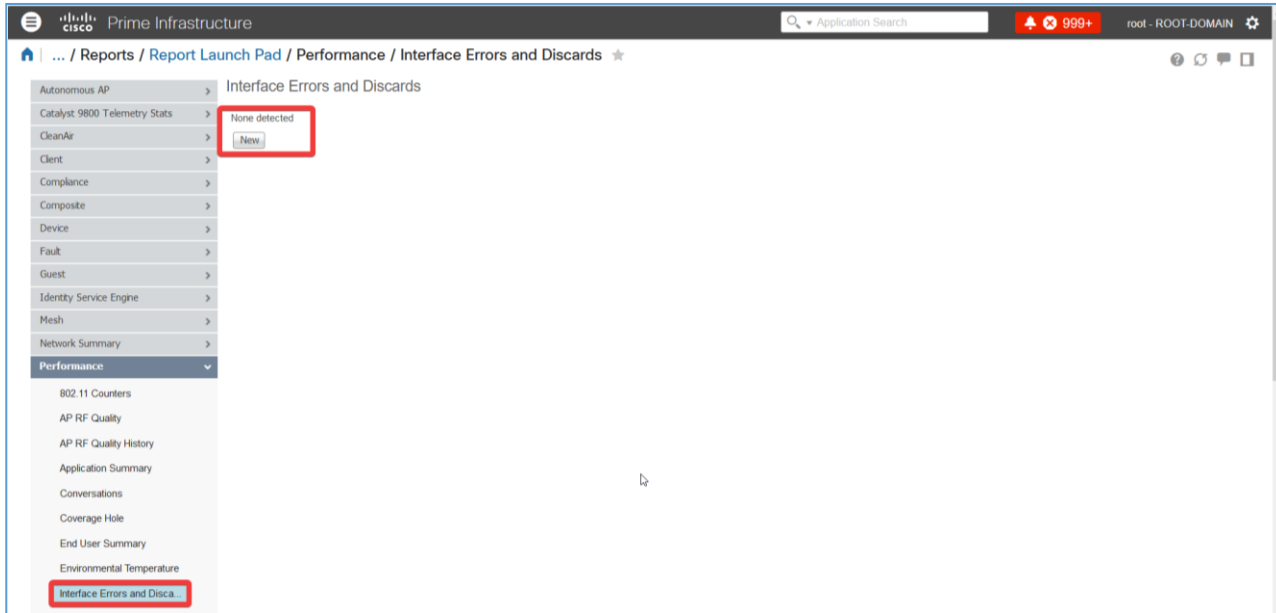 cisco Prime Infrastructure
Application Search
999+
root - ROOT-DOMAIN
... / Reports / Report Launch Pad / Performance / Interface Errors and Discards
Interface Errors and Discards
None detected
New
Autonomous AP
Catalyst 9800 Telemetry Stats
CleanAir
Client
Compliance
Composite
Device
Fault
Guest
Identity Service Engine
Mesh
Network Summary
Performance
802.11 Counters
AP RF Quality
AP RF Quality History
Application Summary
Conversations
Coverage Hole
End User Summary
Environmental Temperature
Interface Errors and Disca...